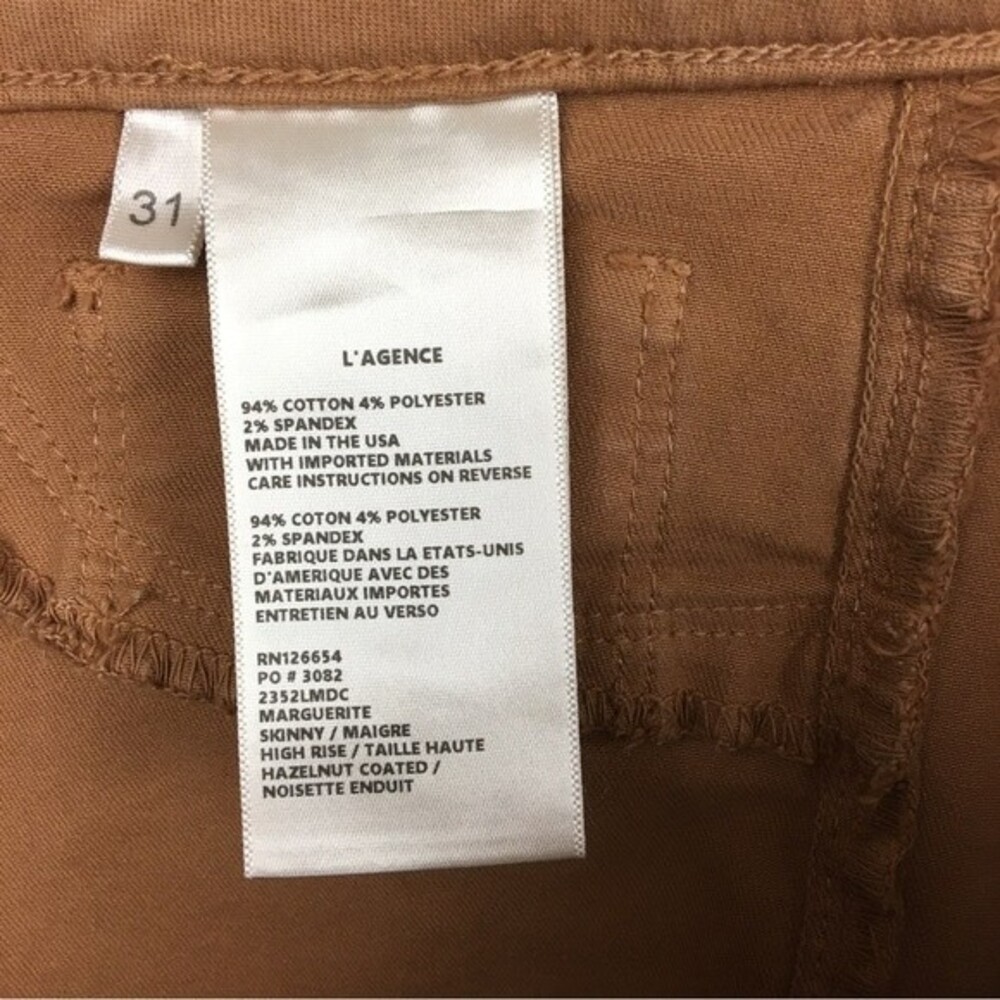 31
L'AGENCE
94% COTTON 4% POLYESTER
2% SPANDEX
MADE IN THE USA
WITH IMPORTED MATERIALS
CARE INSTRUCTIONS ON REVERSE
94% COTON 4% POLYESTER
2% SPANDEX
FABRIQUE DANS LA ETATS-UNIS
D'AMERIQUE AVEC DES
MATERIAUX IMPORTES
ENTRETIEN AU VERSO
RN126654
PO # 3082
2352LMDC
MARGUERITE
SKINNY / MAIGRE
HIGH RISE / TAILLE HAUTE
HAZELNUT COATED /
NOISETTE ENDUIT